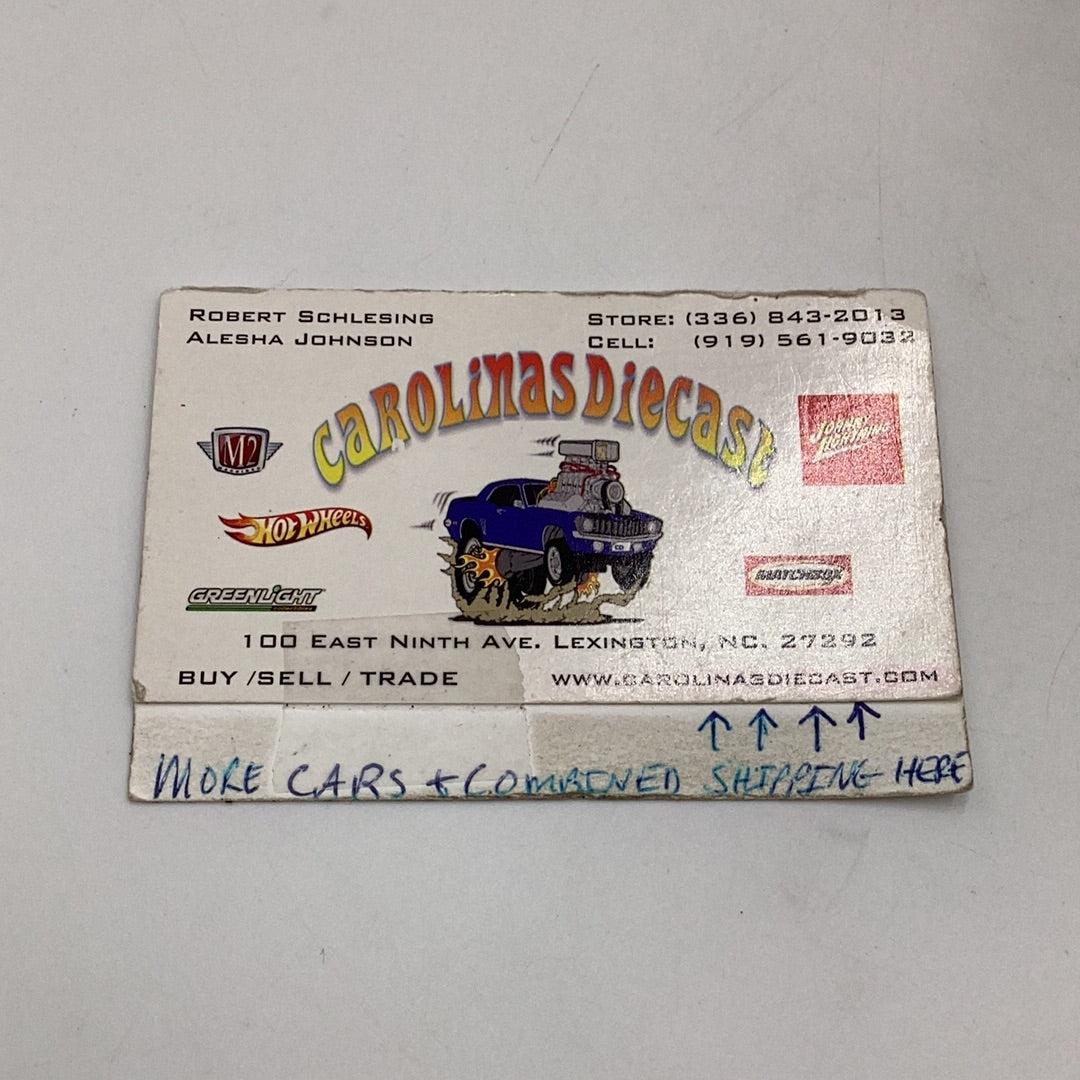 ROBERT SCHLESING
ALESHA JOHNSON
STORE: (336) 843-2013
CELL: (919) 561-9032
CAROLINAS DIECAST
M2
MACHINES
JOHNNY
LIGHTNING
HOT WHEELS
MATCHBOX
GREENLIGHT
CD
100 EAST NINTH AVE. LEXINGTON, NC. 27292
BUY /SELL / TRADE
WWW.CAROLINASDIECAST.COM
MORE CARS + COMBINED SHIPPING HERE